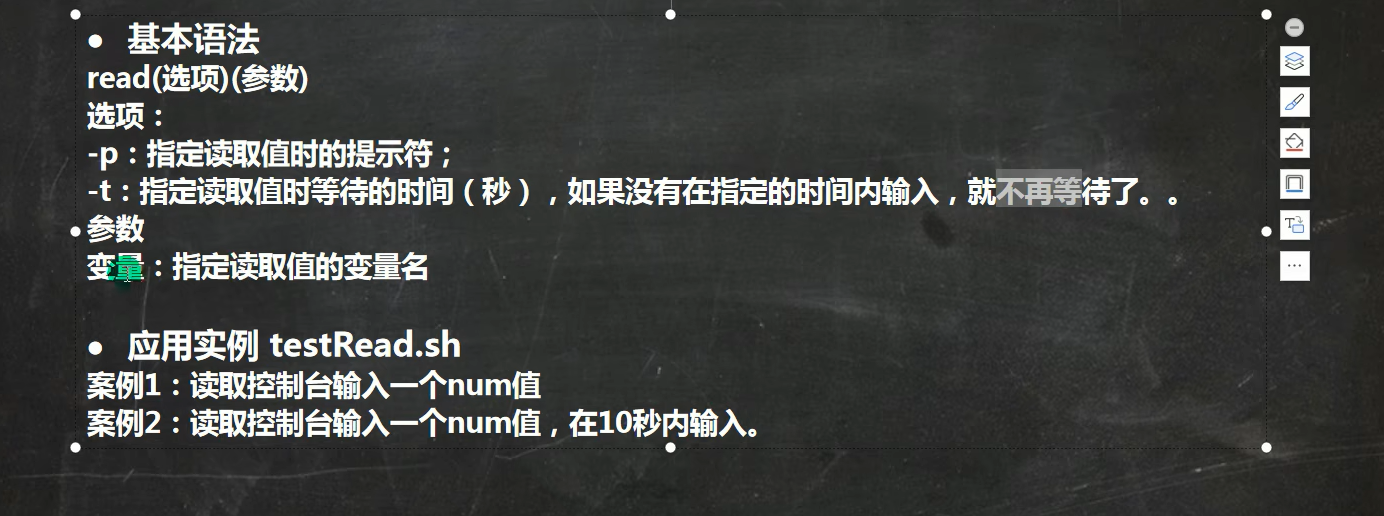 ● 基本语法
read(选项)(参数)
选项：
-p：指定读取值时的提示符；
-t：指定读取值时等待的时间（秒），如果没有在指定的时间内输入，就不再等待了。。
参数
变量：指定读取值的变量名
● 应用实例 testRead.sh
案例1：读取控制台输入一个num值
案例2：读取控制台输入一个num值，在10秒内输入。